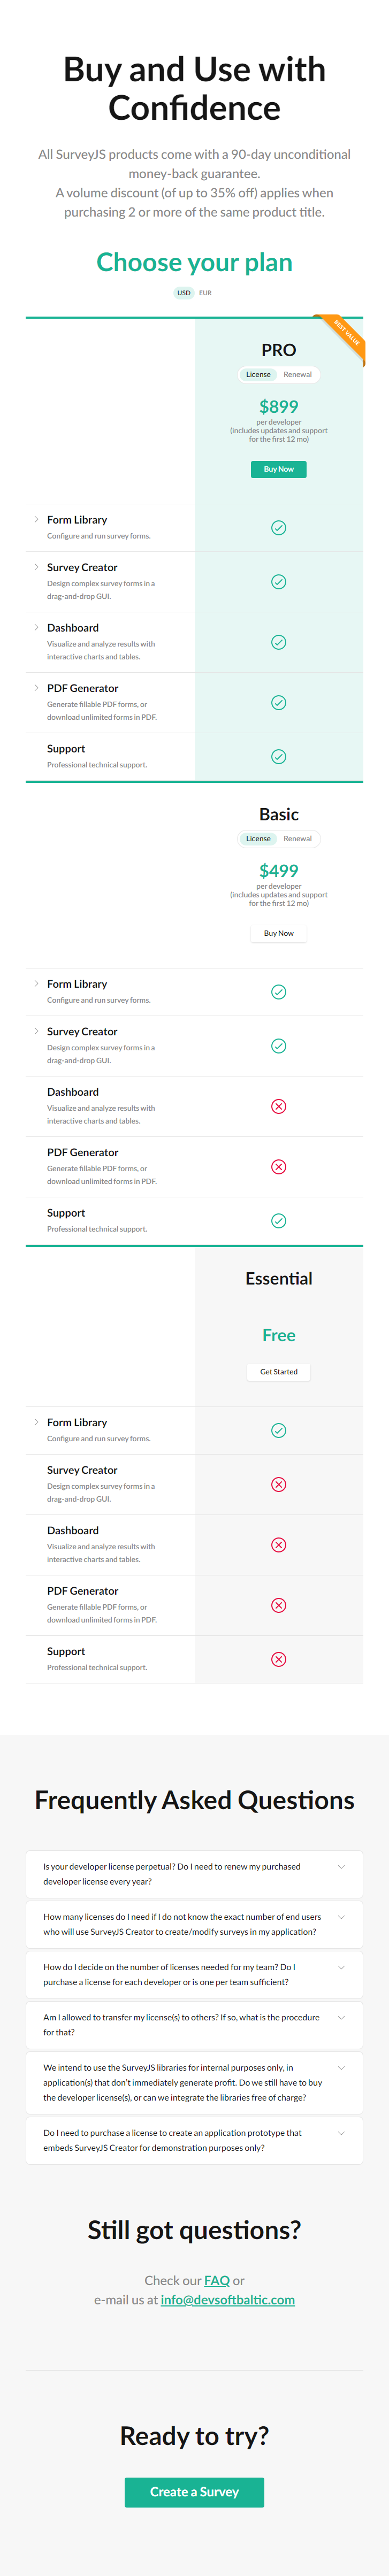 Buy and Use with
Confidence
All SurveyJS products come with a 90-day unconditional
money-back guarantee.
A volume discount (of up to 35% off) applies when
purchasing 2 or more of the same product title.
Choose your plan
USD EUR
BEST VALUE
PRO
License Renewal
$899
per developer
(includes updates and support
for the first 12 mo)
Buy Now
Form Library
Configure and run survey forms.
Survey Creator
Design complex survey forms in a
drag-and-drop GUI.
Dashboard
Visualize and analyze results with
interactive charts and tables.
PDF Generator
Generate fillable PDF forms, or
download unlimited forms in PDF.
Support
Professional technical support.
Basic
License Renewal
$499
per developer
(includes updates and support
for the first 12 mo)
Buy Now
Form Library
Configure and run survey forms.
Survey Creator
Design complex survey forms in a
drag-and-drop GUI.
Dashboard
Visualize and analyze results with
interactive charts and tables.
PDF Generator
Generate fillable PDF forms, or
download unlimited forms in PDF.
Support
Professional technical support.
Essential
Free
Get Started
Form Library
Configure and run survey forms.
Survey Creator
Design complex survey forms in a
drag-and-drop GUI.
Dashboard
Visualize and analyze results with
interactive charts and tables.
PDF Generator
Generate fillable PDF forms, or
download unlimited forms in PDF.
Support
Professional technical support.
Frequently Asked Questions
Is your developer license perpetual? Do I need to renew my purchased
developer license every year?
How many licenses do I need if I do not know the exact number of end users
who will use SurveyJS Creator to create/modify surveys in my application?
How do I decide on the number of licenses needed for my team? Do I
purchase a license for each developer or is one per team sufficient?
Am I allowed to transfer my license(s) to others? If so, what is the procedure
for that?
We intend to use the SurveyJS libraries for internal purposes only, in
application(s) that don't immediately generate profit. Do we still have to buy
the developer license(s), or can we integrate the libraries free of charge?
Do I need to purchase a license to create an application prototype that
embeds SurveyJS Creator for demonstration purposes only?
Still got questions?
Check our FAQ or
e-mail us at info@devsoftbaltic.com
Ready to try?
Create a Survey